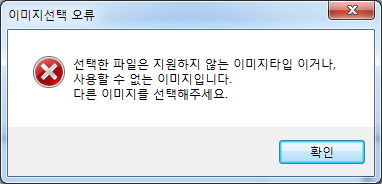 이미지선택 오류
선택한 파일은 지원하지 않는 이미지타입 이거나,
사용할 수 없는 이미지입니다.
다른 이미지를 선택해주세요.
확인